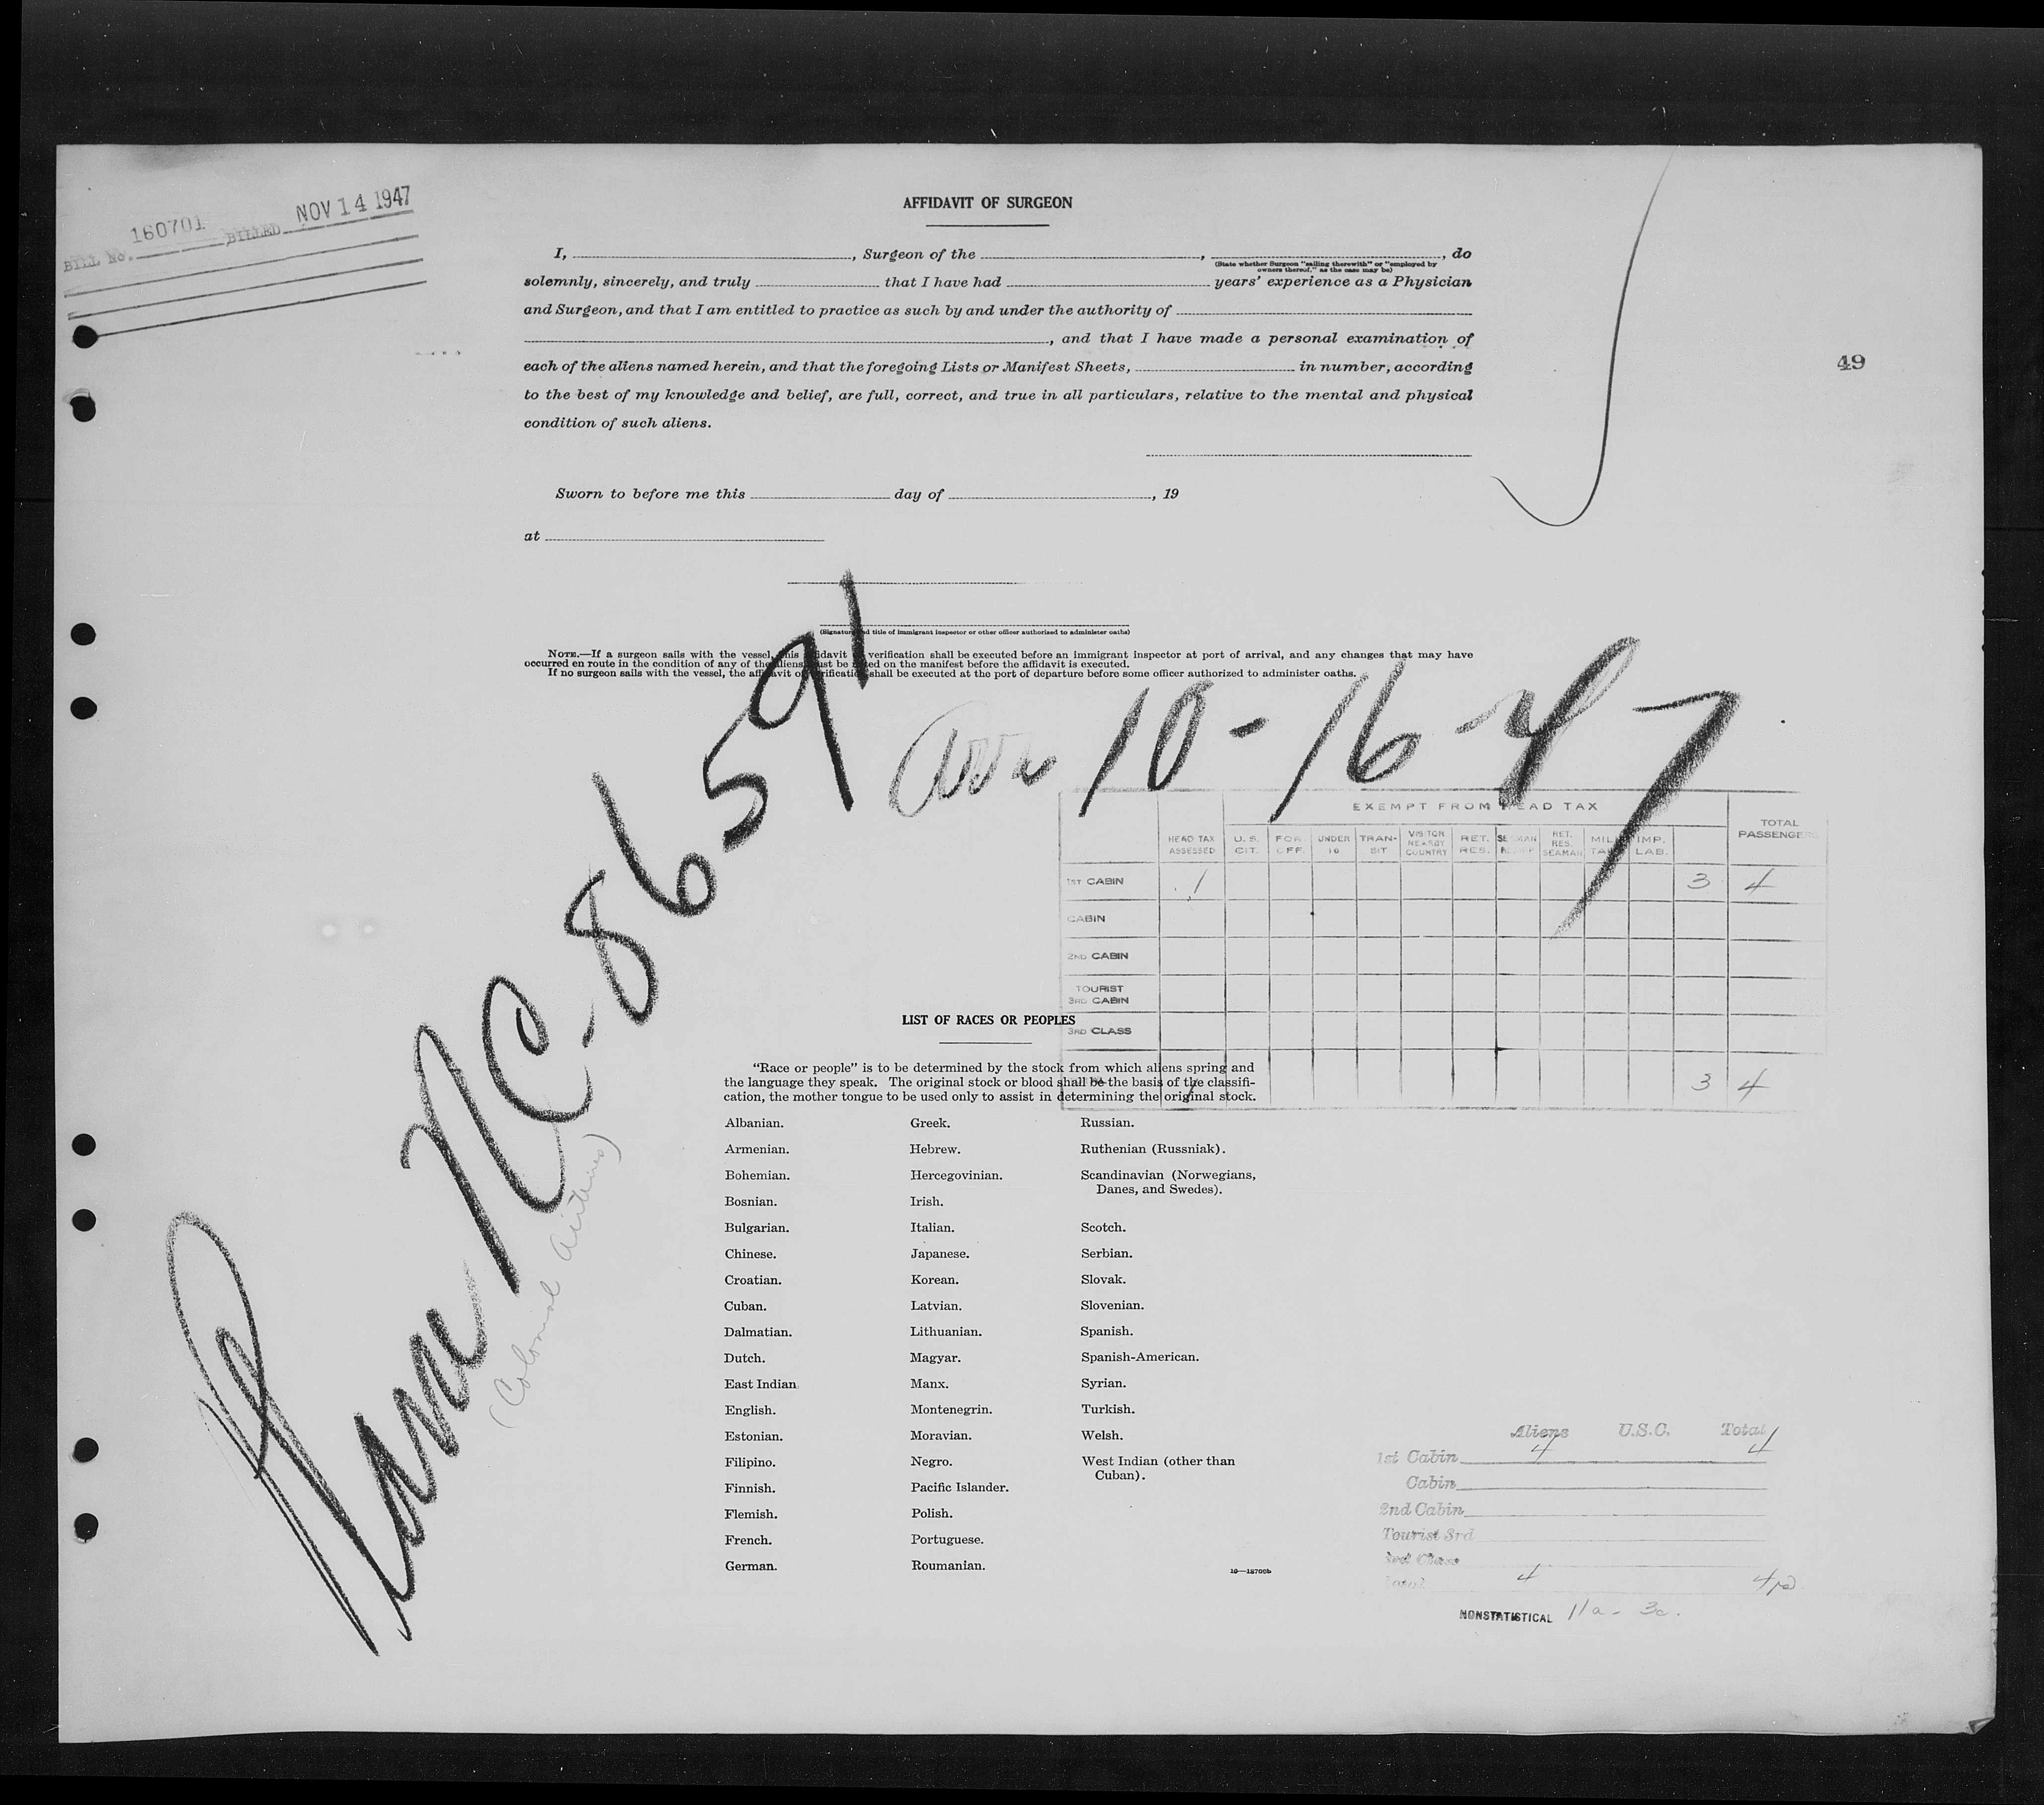 BILL No. 160701 BILLED NOV 14 1947
AFFIDAVIT OF SURGEON
I, , Surgeon of the , , do
(State whether Surgeon "sailing therewith" or "employed by
owners thereof," as the case may be)
solemnly, sincerely, and truly that I have had years' experience as a Physician
and Surgeon, and that I am entitled to practice as such by and under the authority of
, and that I have made a personal examination of
49
each of the aliens named herein, and that the foregoing Lists or Manifest Sheets, in number, according
to the best of my knowledge and belief, are full, correct, and true in all particulars, relative to the mental and physical
condition of such aliens.
Sworn to before me this day of , 19
at
(Signature and title of immigrant inspector or other officer authorized to administer oaths)
NOTE.—If a surgeon sails with the vessel, this affidavit or verification shall be executed before an immigrant inspector at port of arrival, and any changes that may have
occurred en route in the condition of any of the aliens must be noted on the manifest before the affidavit is executed.
If no surgeon sails with the vessel, the affidavit or verification shall be executed at the port of departure before some officer authorized to administer oaths.
Arr 10-16-47
Plane NC-86591
(Colonial Airlines)
EXEMPT FROM HEAD TAX
HEAD TAX ASSESSED U.S. CIT. FOR. OFF. UNDER 16 TRANSIT VISITOR NEARBY COUNTRY RET. RES. SEAMAN RET. RES. SEAMAN IMP. LAB. TOTAL PASSENGERS
1ST CABIN 1 3 4
CABIN
2ND CABIN
TOURIST
3RD CABIN
3RD CLASS
1 3 4
LIST OF RACES OR PEOPLES
"Race or people" is to be determined by the stock from which aliens spring and
the language they speak. The original stock or blood shall be the basis of the classifi-
cation, the mother tongue to be used only to assist in determining the original stock.
Albanian. Greek. Russian.
Armenian. Hebrew. Ruthenian (Russniak).
Bohemian. Hercegovinian. Scandinavian (Norwegians,
Danes, and Swedes).
Bosnian. Irish.
Bulgarian. Italian. Scotch.
Chinese. Japanese. Serbian.
Croatian. Korean. Slovak.
Cuban. Latvian. Slovenian.
Dalmatian. Lithuanian. Spanish.
Dutch. Magyar. Spanish-American.
East Indian Manx. Syrian.
English. Montenegrin. Turkish.
Estonian. Moravian. Welsh.
Filipino. Negro. West Indian (other than
Cuban).
Finnish. Pacific Islander.
Flemish. Polish.
French. Portuguese.
German. Roumanian.
Aliens U.S.C. Total
1st Cabin 4 4
Cabin
2nd Cabin
Tourist 3rd
3rd Class
Total 4 4
NONSTATISTICAL 11a - 3c.